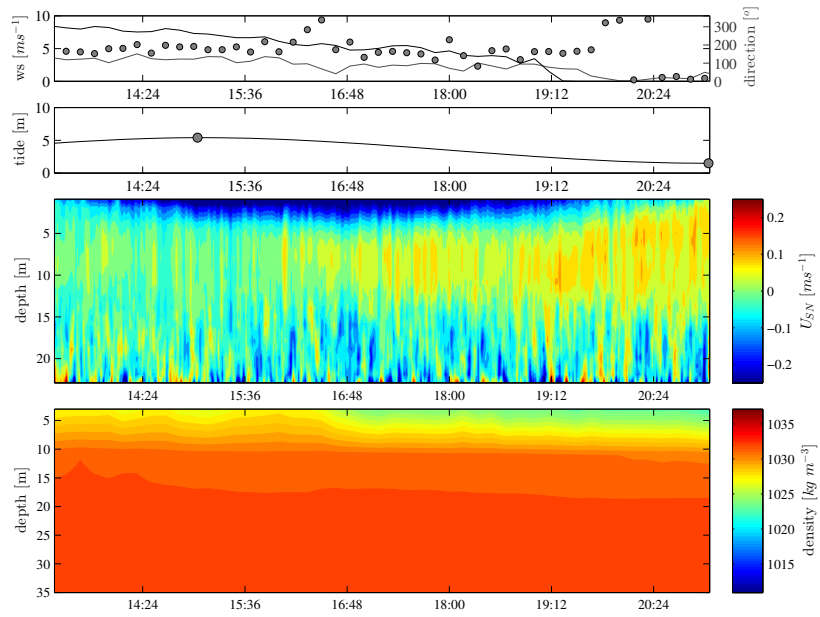 10 5 0
ws [ms⁻¹]
300 200 100 0
direction [°]
14:24 15:36 16:48 18:00 19:12 20:24
10 5 0
tide [m]
14:24 15:36 16:48 18:00 19:12 20:24
5 10 15 20
depth [m]
0.2 0.1 0 −0.1 −0.2
U_SN [ms⁻¹]
14:24 15:36 16:48 18:00 19:12 20:24
5 10 15 20 25 30 35
depth [m]
1035 1030 1025 1020 1015
density [kg m⁻³]
14:24 15:36 16:48 18:00 19:12 20:24